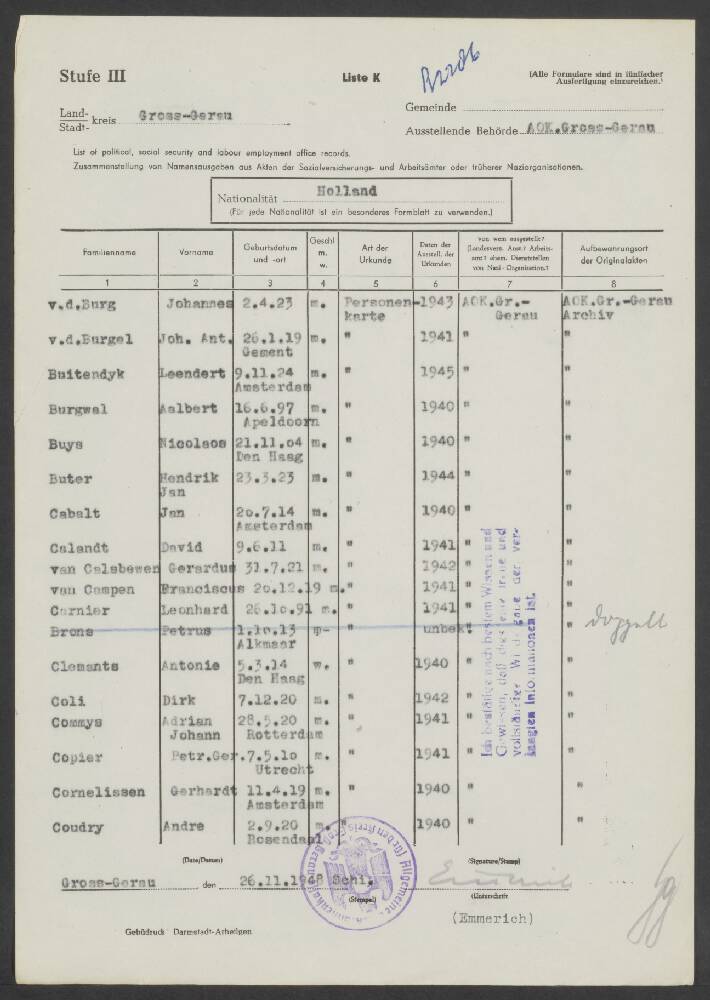 Stufe III
Liste K
(Alle Formulare sind in fünffacher
Ausfertigung einzureichen.)
Land-
Stadt- kreis Gross-Gerau
Gemeinde
Ausstellende Behörde AOK.Gross-Gerau
List of political, social security and labour employment office records.
Zusammenstellung von Namensausgaben aus Akten der Sozialversicherungs- und Arbeitsämter oder früherer Naziorganisationen.
Nationalität Holland
(Für jede Nationalität ist ein besonderes Formblatt zu verwenden.)
Familienname Vorname Geburtsdatum und -ort Geschl. m. w. Art der Urkunde Daten der Ausstell. der Urkunden Von wem ausgestellt? (Landesvers. Anst.? Arbeitsamt? ehem. Dienststellen von Nazi-Organisation.?) Aufbewahrungsort der Originalakten
1 2 3 4 5 6 7 8
v.d.Burg Johannes 2.4.23 m. Personen- 1943 AOK.Gr.- AOK.Gr.-Gerau
karte Gerau Archiv
v.d.Burgel Joh. Ant. 26.1.19 m. " 1941 " "
Gement
Buitendyk Leendert 9.11.24 m. " 1945 " "
Amsterdam
Burgwal Aalbert 16.6.97 m. " 1940 " "
Apeldoorn
Buys Nicolaos 21.11.04 m. " 1940 " "
Den Haag
Buter Hendrik 23.3.23 m. " 1944 " "
Jan
Cabalt Jan 20.7.14 m. " 1940 " "
Amsterdam
Calandt David 9.6.11 m. " 1941 " "
van Calsbewen Gerardus 31.7.21 m. " 1942 " "
van Campen Franciscus 20.12.19 m. " 1941 "
Carnier Leonhard 26.10.91 m. " 1941 " "
Brons Petrus 1.10.13 " unbek. " " doppelt
Alkmaar
Clemants Antonie 5.3.14 w. " 1940 " "
Den Haag
Coli Dirk 7.12.20 m. " 1942 " "
Commys Adrian 28.5.20 m. " 1941 " "
Johann Rotterdam
Copier Petr.Ger. 7.5.10 m. " 1941 " "
Utrecht
Cornelissen Gerhardt 11.4.19 m. " 1940 " "
Amsterdam
Coudry Andre 2.9.20 m. " 1940 " "
Rosendaal
Ich bestätige nach bestem Wissen und
Gewissen, daß dies eine und
vollständige Wiedergabe der ver-
langten Informationen ist.
(Date/Datum)
(Signature/Stamp)
Gross-Gerau den 26.11.1948 Schi.
(Stempel)
(Unterschrift)
(Emmerich)
Gebüdruck Darmstadt-Arheilgen